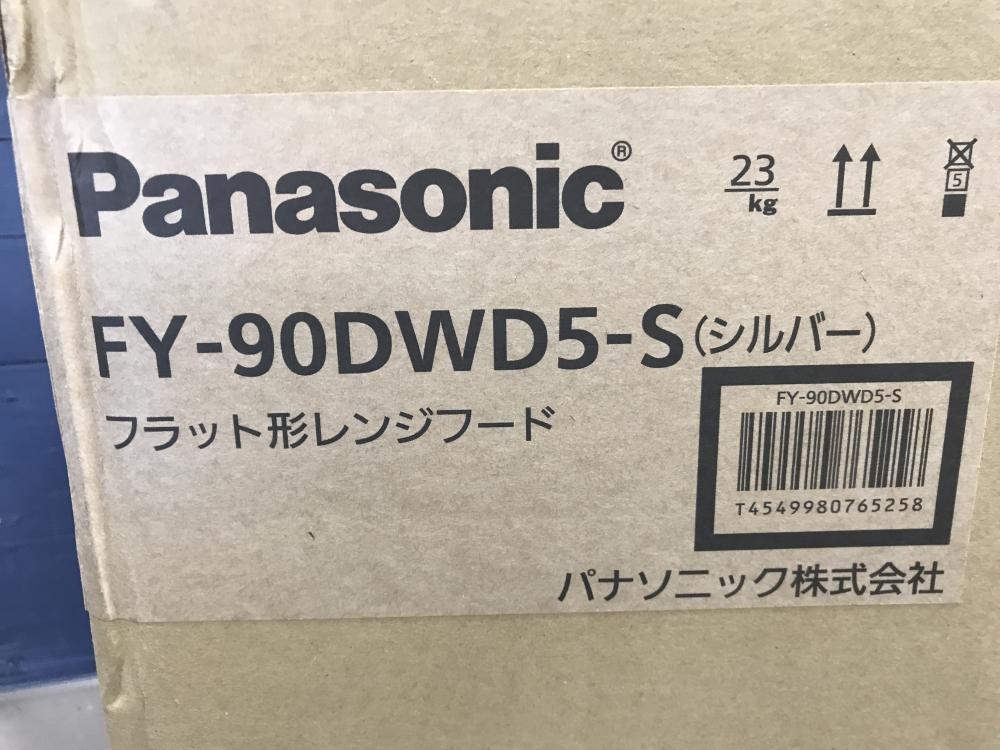 Panasonic®
23
kg
5
FY-90DWD5-S(シルバー)
フラット形レンジフード
FY-90DWD5-S
T4549980765258
パナソニック株式会社